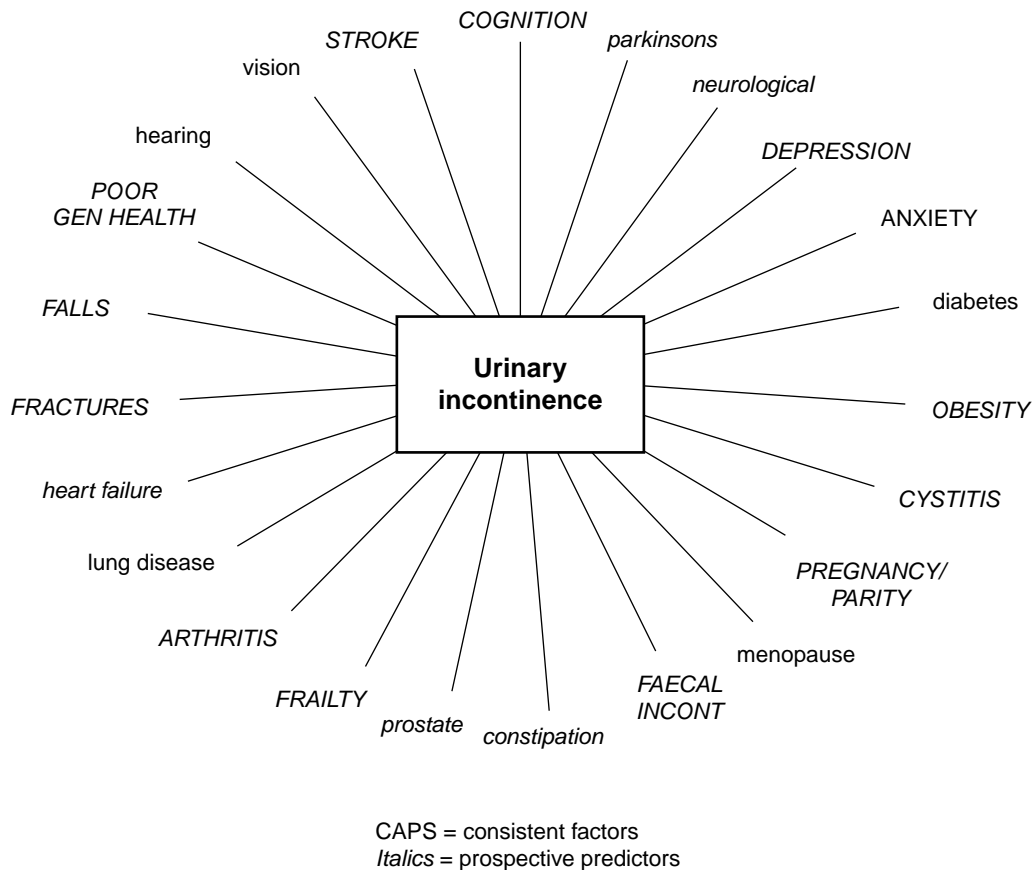 COGNITION
STROKE
parkinsons
vision
neurological
hearing
DEPRESSION
POOR
GEN HEALTH
ANXIETY
FALLS
diabetes
Urinary
incontinence
FRACTURES
OBESITY
heart failure
CYSTITIS
lung disease
PREGNANCY/
PARITY
ARTHRITIS
menopause
FRAILTY
FAECAL
INCONT
prostate
constipation
CAPS = consistent factors
Italics = prospective predictors